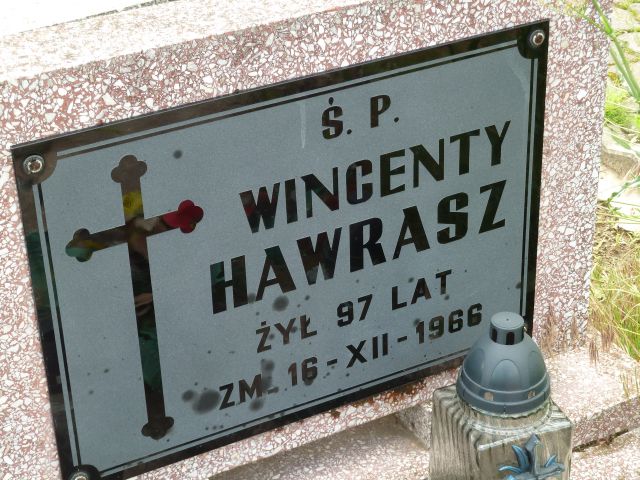 Ś. P.
WINCENTY
HAWRASZ
ŻYŁ 97 LAT
ZM. 16-XII-1966